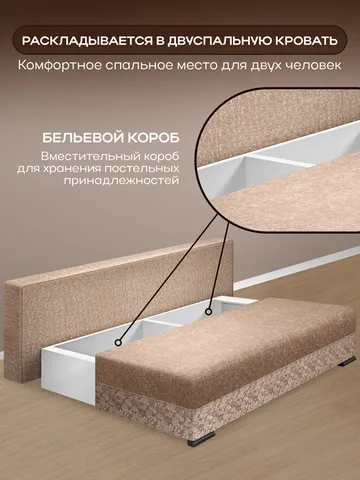 РАСКЛАДЫВАЕТСЯ В ДВУСПАЛЬНУЮ КРОВАТЬ
Комфортное спальное место для двух человек
БЕЛЬЕВОЙ КОРОБ
Вместительный короб
для хранения постельных
принадлежностей